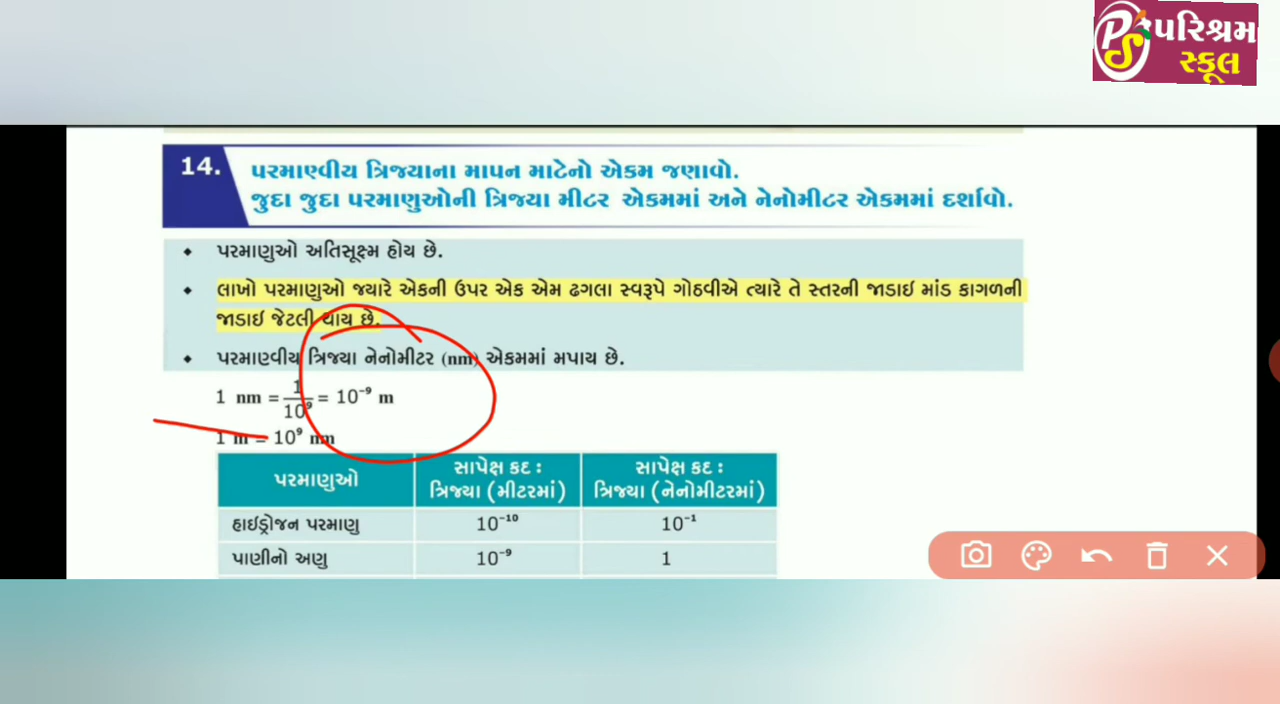 PS પરિશ્રમ
સ્કૂલ
14. પરમાણ્વીય ત્રિજ્યાના માપન માટેનો એકમ જણાવો.
જુદા જુદા પરમાણુઓની ત્રિજ્યા મીટર એકમમાં અને નેનોમીટર એકમમાં દર્શાવો.
◆ પરમાણુઓ અતિસૂક્ષ્મ હોય છે.
◆ લાખો પરમાણુઓ જ્યારે એકની ઉપર એક એમ ઢગલા સ્વરૂપે ગોઠવીએ ત્યારે તે સ્તરની જાડાઈ માંડ કાગળની
જાડાઈ જેટલી થાય છે.
◆ પરમાણ્વીય ત્રિજ્યા નેનોમીટર (nm) એકમમાં મપાય છે.
1 nm = 1/10⁹ = 10⁻⁹ m
1 m = 10⁹ nm
પરમાણુઓ સાપેક્ષ કદ : ત્રિજ્યા (મીટરમાં) સાપેક્ષ કદ : ત્રિજ્યા (નેનોમીટરમાં)
હાઈડ્રોજન પરમાણુ 10⁻¹⁰ 10⁻¹
પાણીનો અણુ 10⁻⁹ 1